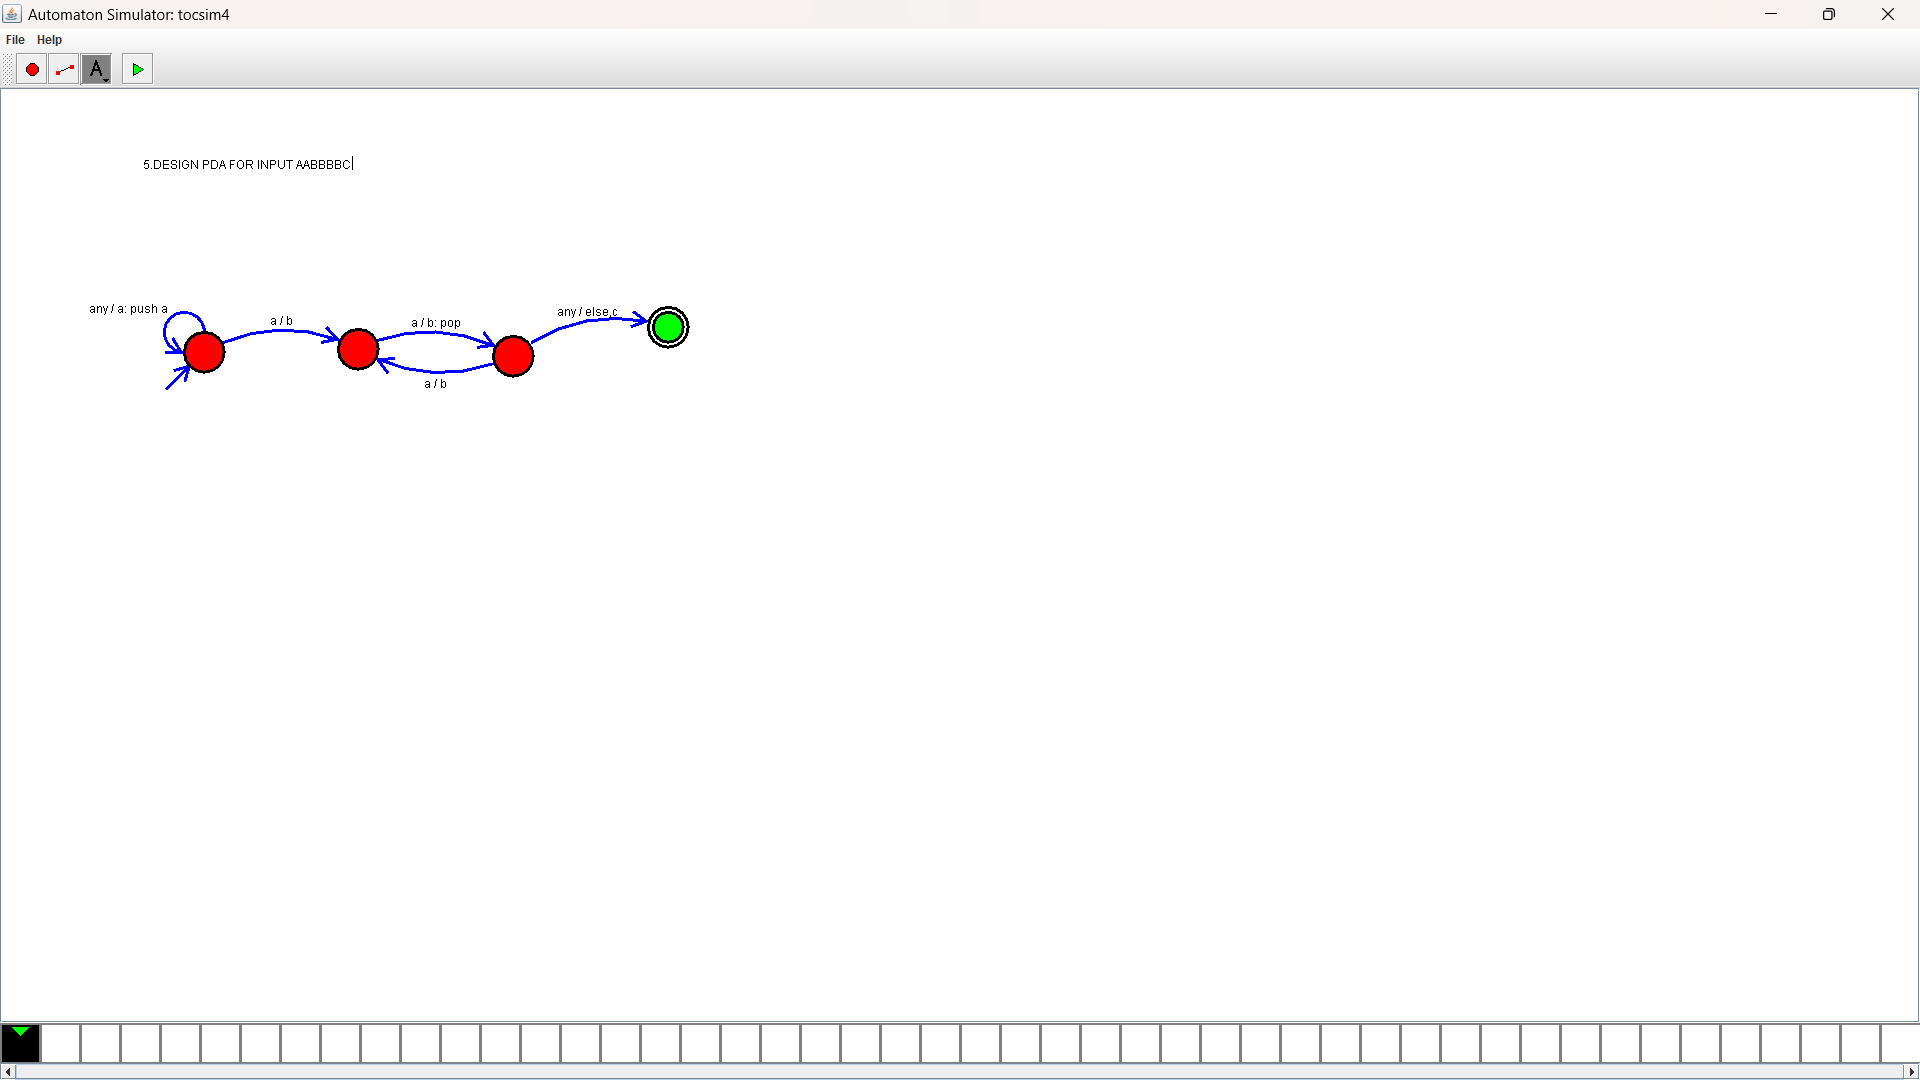 Automaton Simulator: tocsim4
File Help
A
5.DESIGN PDA FOR INPUT AABBBBC
any / a: push a
a / b
a / b: pop
any / else,c
a / b